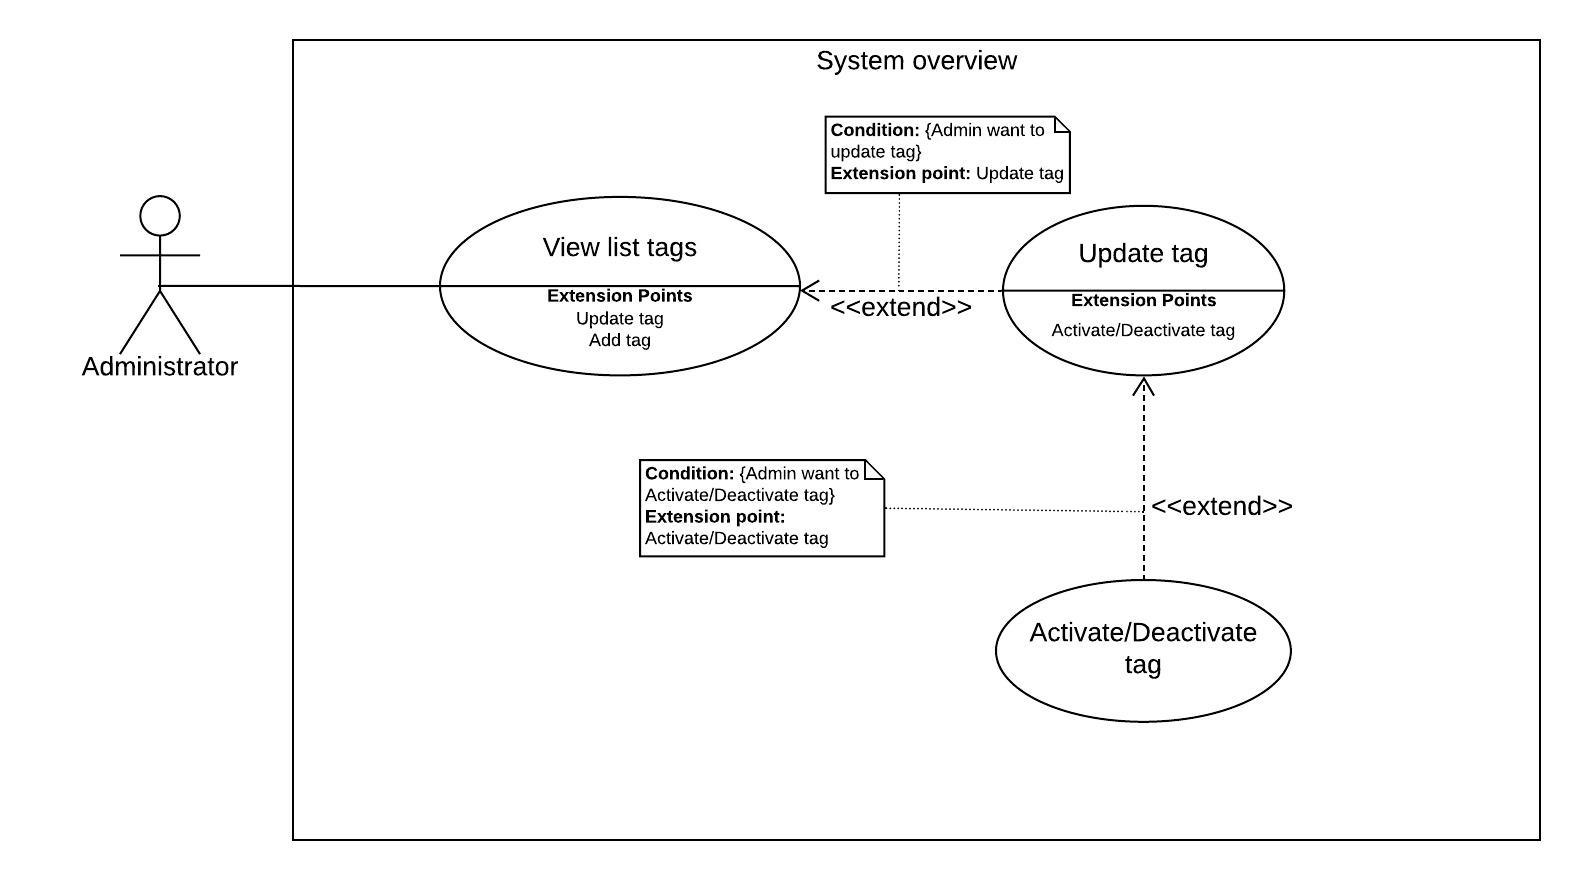 System overview
Condition: {Admin want to
update tag}
Extension point: Update tag
View list tags
Extension Points
Update tag
Add tag
<<extend>>
Update tag
Extension Points
Activate/Deactivate tag
Administrator
Condition: {Admin want to
Activate/Deactivate tag}
Extension point:
Activate/Deactivate tag
<<extend>>
Activate/Deactivate
tag